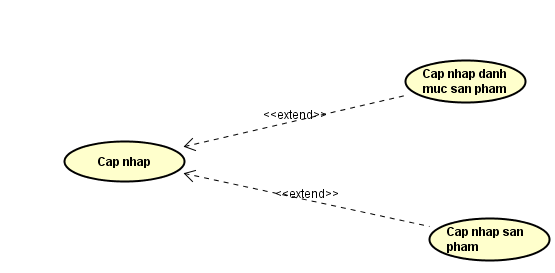 Cap nhap danh
muc san pham
<<extend>>
Cap nhap
<<extend>>
Cap nhap san
pham